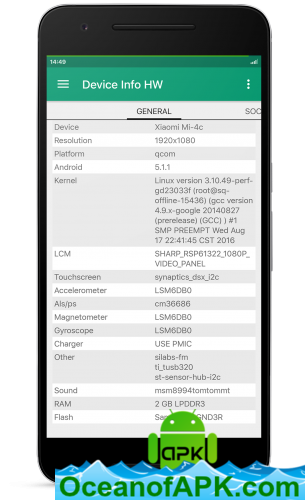 14:49
Device Info HW
GENERAL SOC
Device Xiaomi Mi-4c
Resolution 1920x1080
Platform qcom
Android 5.1.1
Kernel Linux version 3.10.49-perf-
gd23033f (root@sq-
offline-15436) (gcc version
4.9.x-google 20140827
(prerelease) (GCC) ) #1
SMP PREEMPT Wed Aug
17 22:41:45 CST 2016
LCM SHARP_RSP61322_1080P_
VIDEO_PANEL
Touchscreen synaptics_dsx_i2c
Accelerometer LSM6DB0
Als/ps cm36686
Magnetometer LSM6DB0
Gyroscope LSM6DB0
Charger USE PMIC
Other silabs-fm
ti_tusb320
st-sensor-hub-i2c
Sound msm8994tomtommt
RAM 2 GB LPDDR3
Flash
apk
OceanofAPK.com